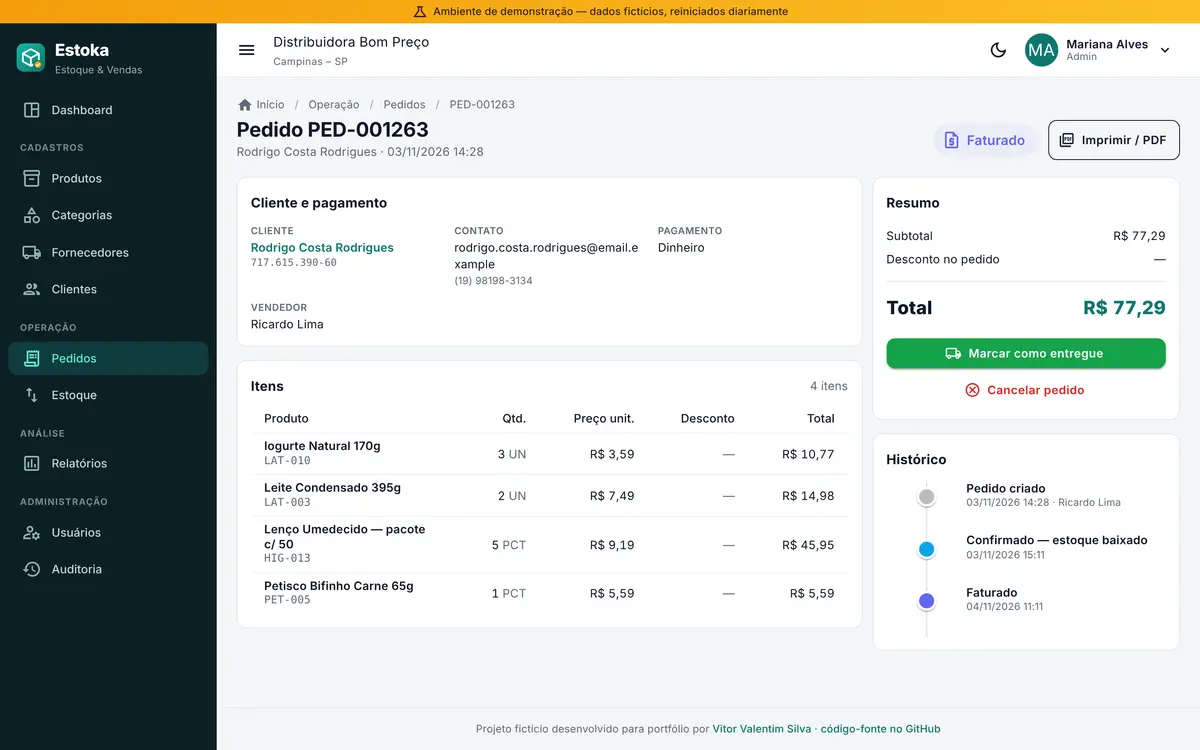 Ambiente de demonstração — dados fictícios, reiniciados diariamente
Estoka
Estoque & Vendas
Dashboard
CADASTROS
Produtos
Categorias
Fornecedores
Clientes
OPERAÇÃO
Pedidos
Estoque
ANÁLISE
Relatórios
ADMINISTRAÇÃO
Usuários
Auditoria
Distribuidora Bom Preço
Campinas – SP
MA
Mariana Alves
Admin
Início / Operação / Pedidos / PED-001263
Pedido PED-001263
Rodrigo Costa Rodrigues · 03/11/2026 14:28
Faturado
Imprimir / PDF
Cliente e pagamento
CLIENTE
Rodrigo Costa Rodrigues
717.615.390-60
CONTATO
rodrigo.costa.rodrigues@email.e
xample
(19) 98198-3134
PAGAMENTO
Dinheiro
VENDEDOR
Ricardo Lima
Itens
4 itens
Produto Qtd. Preço unit. Desconto Total
Iogurte Natural 170g
LAT-010
3 UN R$ 3,59 — R$ 10,77
Leite Condensado 395g
LAT-003
2 UN R$ 7,49 — R$ 14,98
Lenço Umedecido — pacote
c/ 50
HIG-013
5 PCT R$ 9,19 — R$ 45,95
Petisco Bifinho Carne 65g
PET-005
1 PCT R$ 5,59 — R$ 5,59
Resumo
Subtotal R$ 77,29
Desconto no pedido —
Total R$ 77,29
Marcar como entregue
Cancelar pedido
Histórico
Pedido criado
03/11/2026 14:28 · Ricardo Lima
Confirmado — estoque baixado
03/11/2026 15:11
Faturado
04/11/2026 11:11
Projeto fictício desenvolvido para portfólio por Vitor Valentim Silva · código-fonte no GitHub